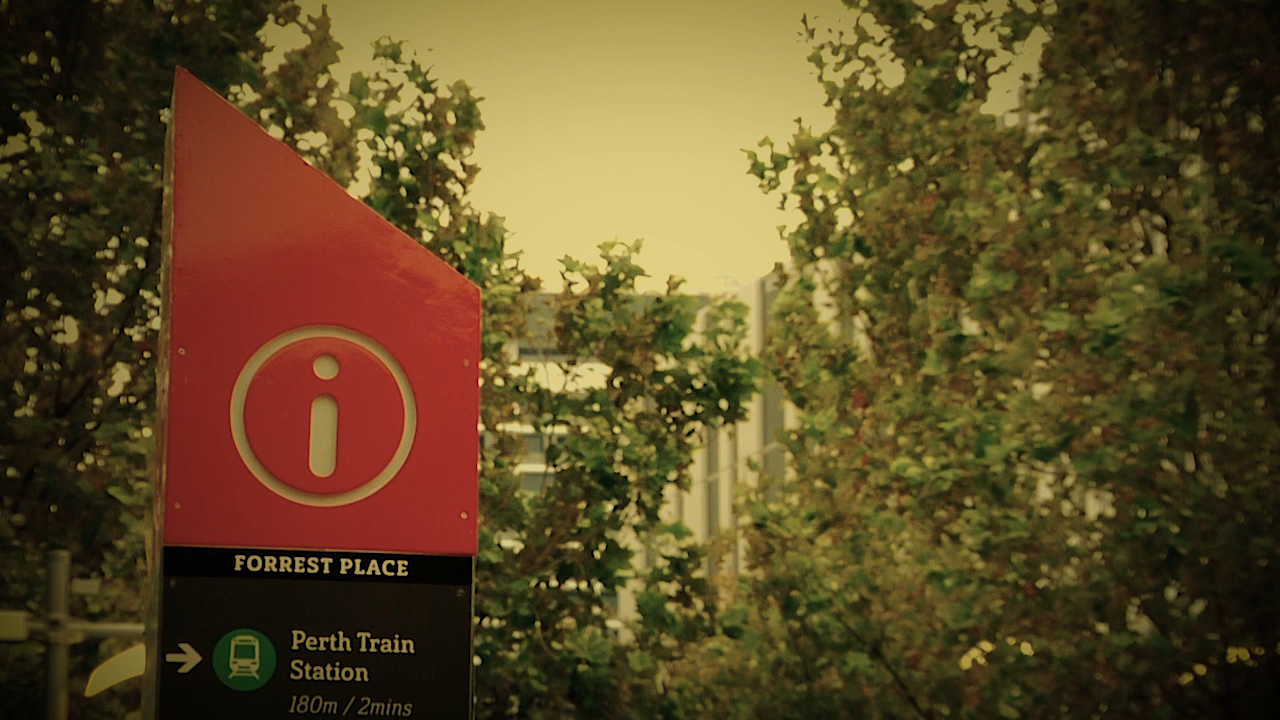 i
FORREST PLACE
Perth Train
Station
180m / 2mins